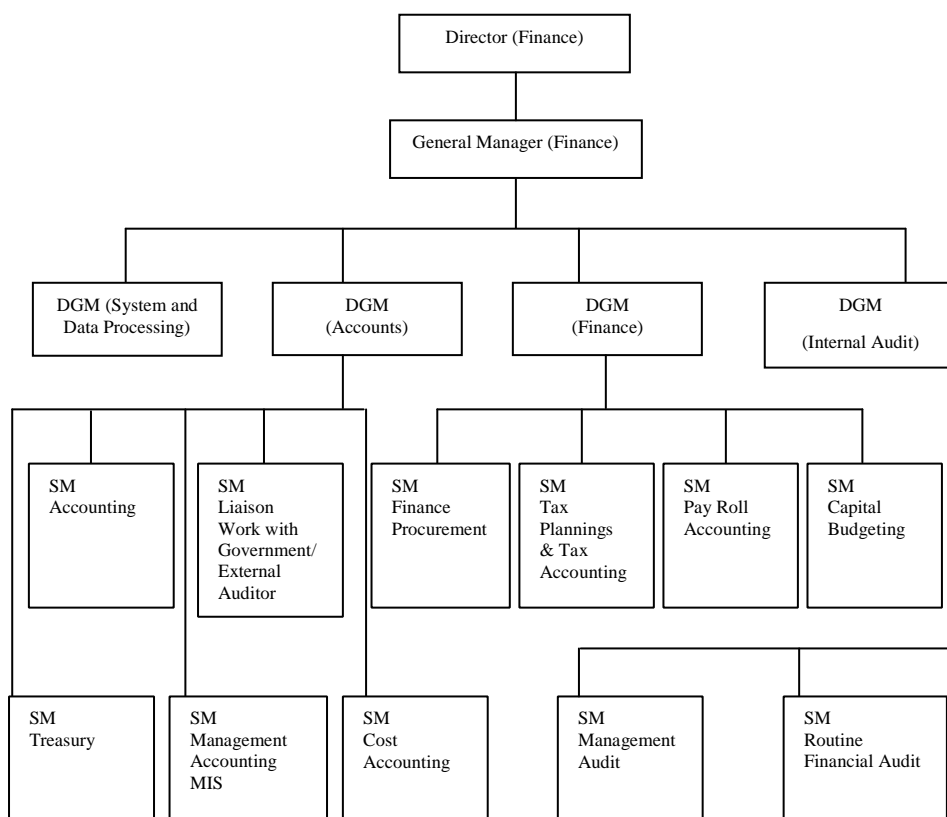 Director (Finance)
General Manager (Finance)
DGM (System and
Data Processing)
DGM
(Accounts)
DGM
(Finance)
DGM
(Internal Audit)
SM
Accounting
SM
Liaison
Work with
Government/
External
Auditor
SM
Finance
Procurement
SM
Tax
Plannings
& Tax
Accounting
SM
Pay Roll
Accounting
SM
Capital
Budgeting
SM
Treasury
SM
Management
Accounting
MIS
SM
Cost
Accounting
SM
Management
Audit
SM
Routine
Financial Audit